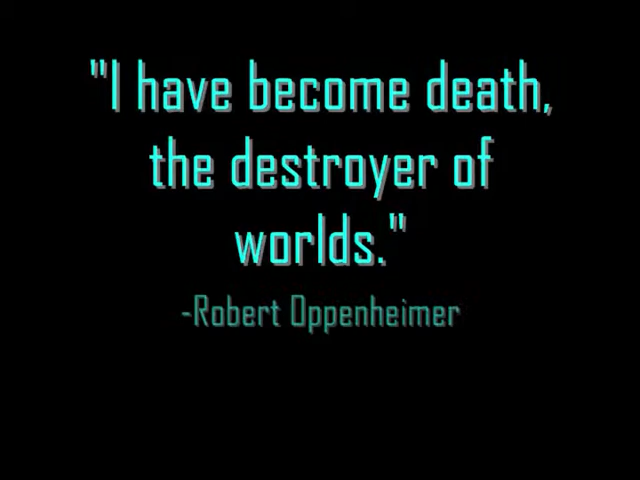 "I have become death,
the destroyer of
worlds."
-Robert Oppenheimer